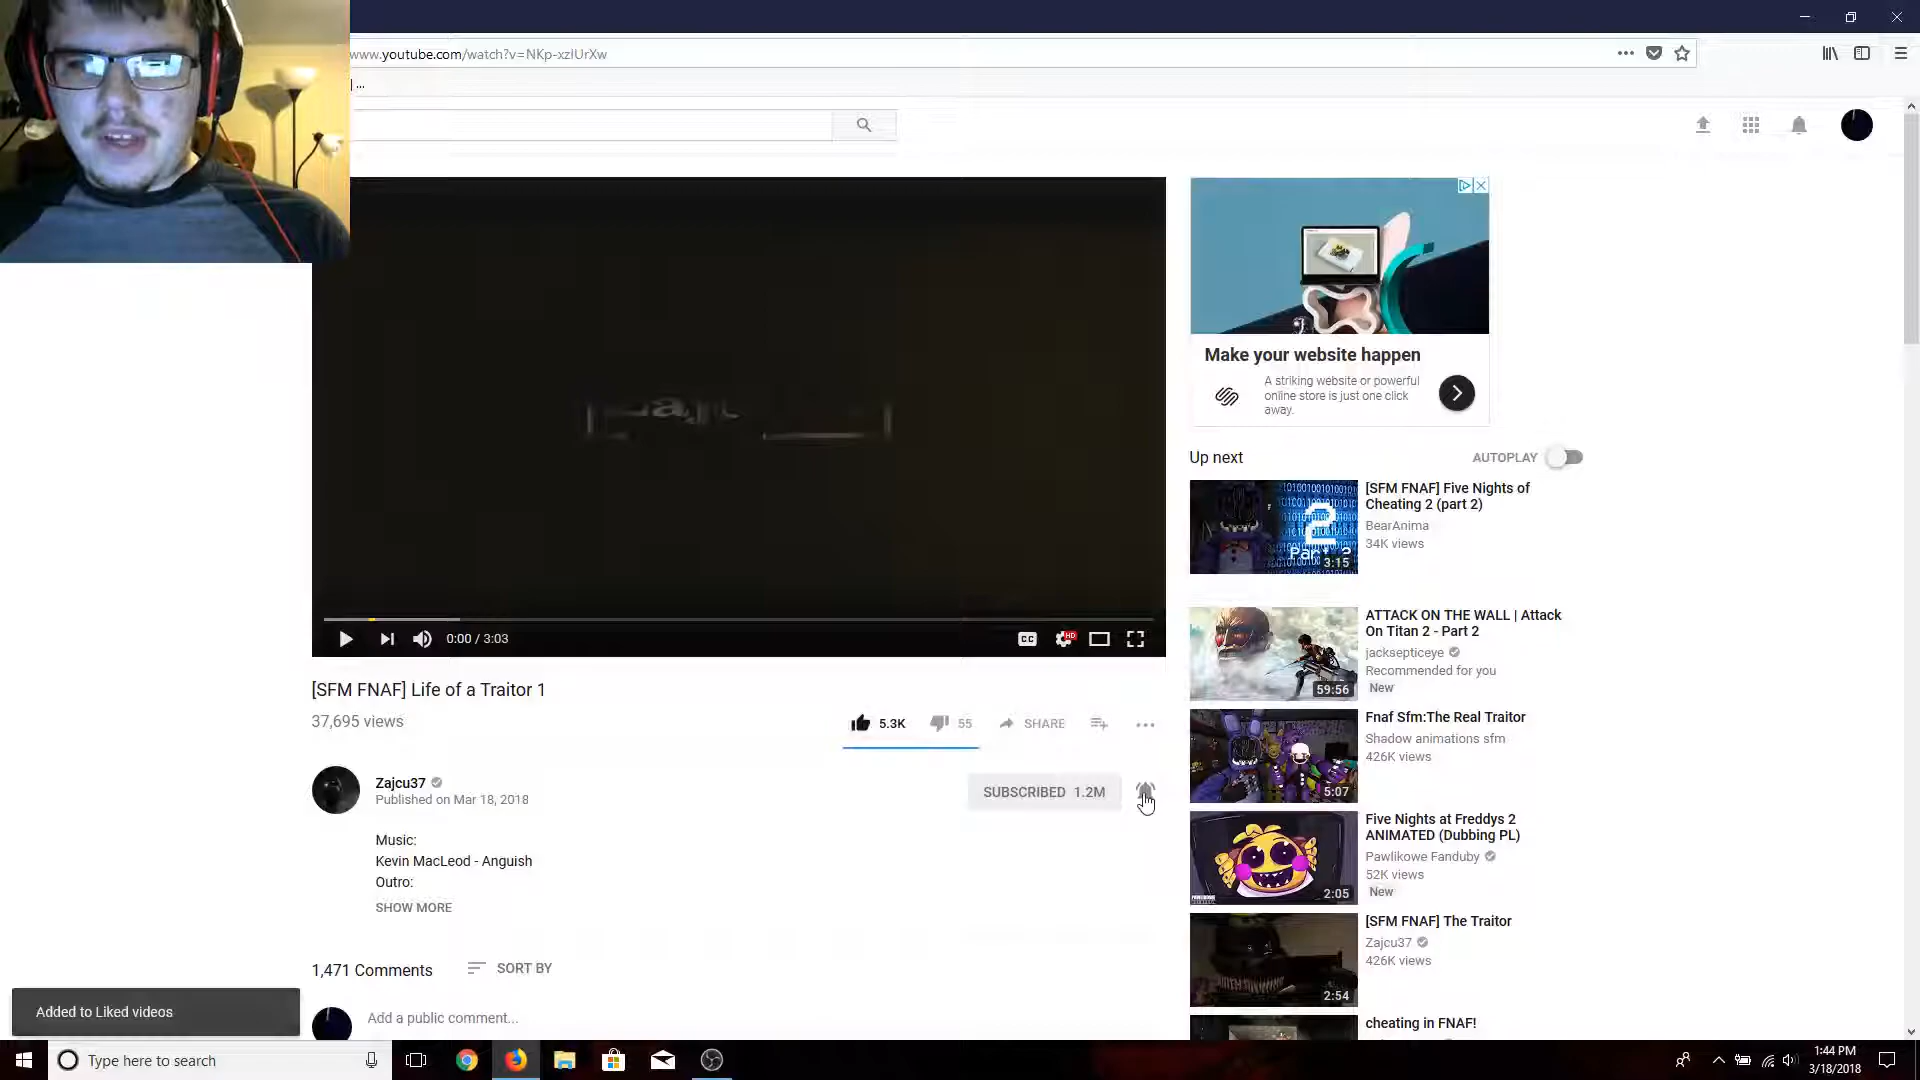 www.youtube.com/watch?v=NKp-xzIUrXw
| ...
Make your website happen
A striking website or powerful
online store is just one click
away.
Up next
AUTOPLAY
[SFM FNAF] Five Nights of
Cheating 2 (part 2)
BearAnima
34K views
2
Part 2
3:15
ATTACK ON THE WALL | Attack
On Titan 2 - Part 2
jacksepticeye
Recommended for you
New
59:56
0:00 / 3:03
CC
HD
[SFM FNAF] Life of a Traitor 1
37,695 views
5.3K
55
SHARE
Fnaf Sfm:The Real Traitor
Shadow animations sfm
426K views
5:07
Zajcu37
Published on Mar 18, 2018
SUBSCRIBED 1.2M
Music:
Kevin MacLeod - Anguish
Outro:
SHOW MORE
Five Nights at Freddys 2
ANIMATED (Dubbing PL)
Pawlikowe Fanduby
52K views
New
2:05
[SFM FNAF] The Traitor
Zajcu37
426K views
2:54
1,471 Comments
SORT BY
Add a public comment...
cheating in FNAF!
Added to Liked videos
Type here to search
1:44 PM
3/18/2018